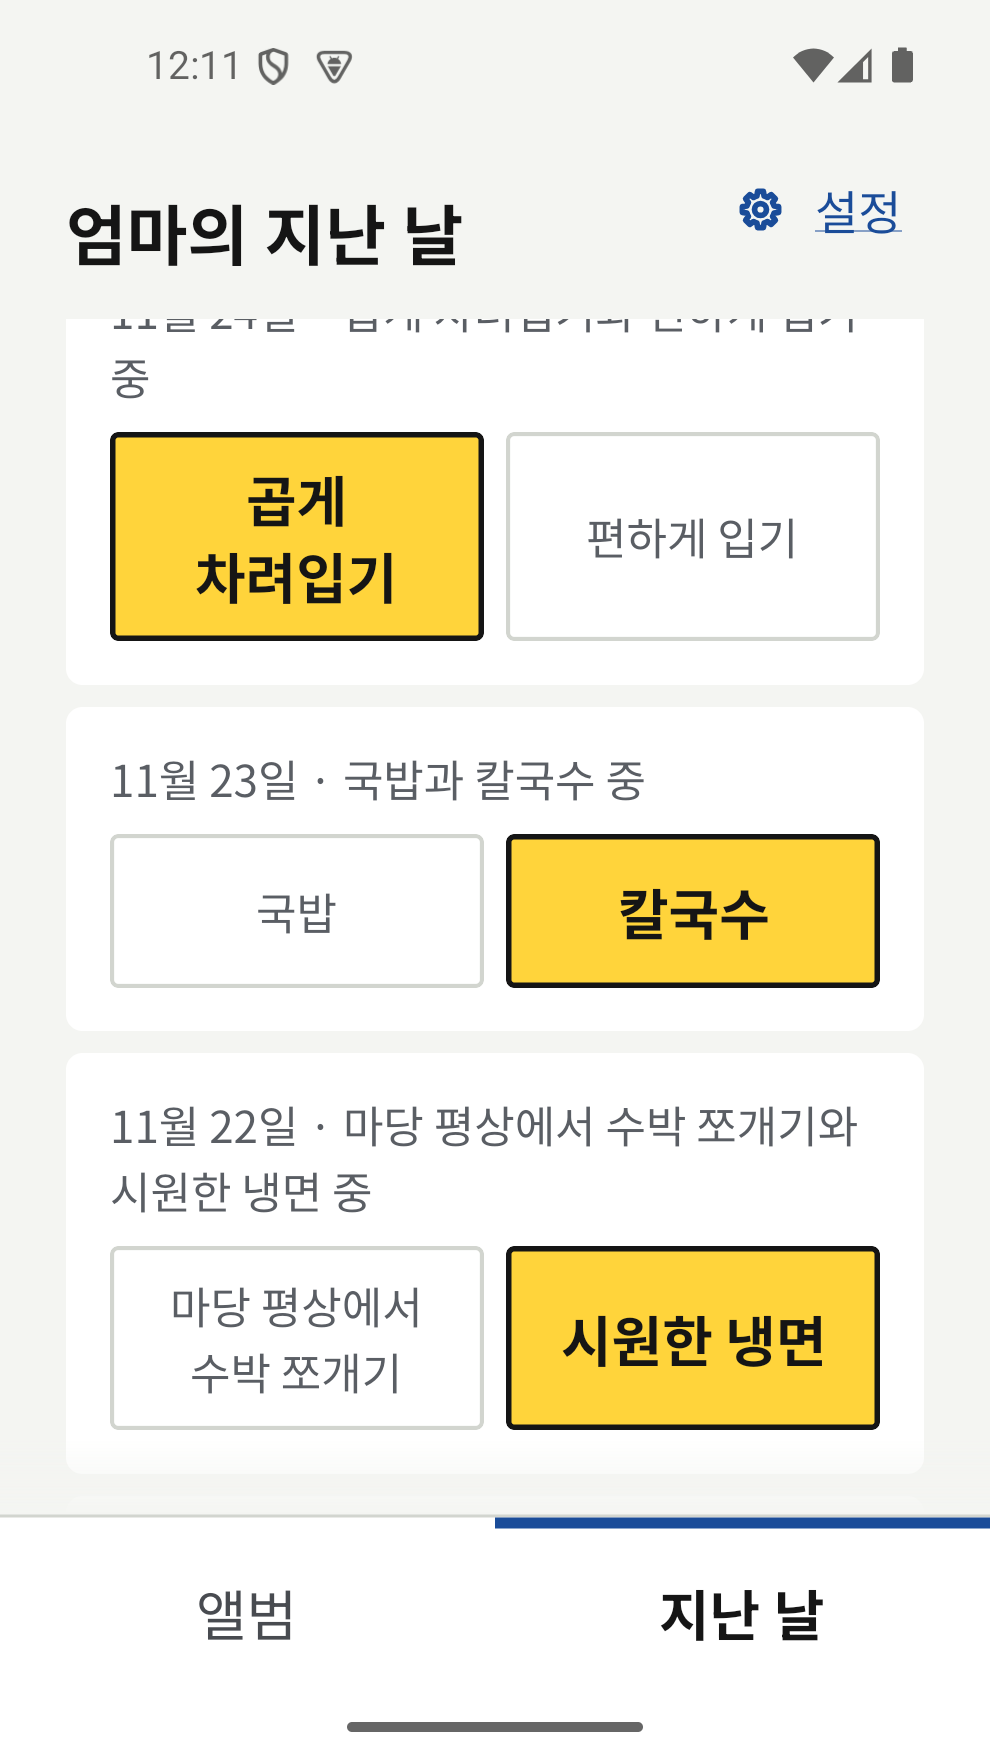 12:11
엄마의 지난 날
설정
중
곱게
차려입기
편하게 입기
11월 23일 · 국밥과 칼국수 중
국밥
칼국수
11월 22일 · 마당 평상에서 수박 쪼개기와
시원한 냉면 중
마당 평상에서
수박 쪼개기
시원한 냉면
앨범
지난 날